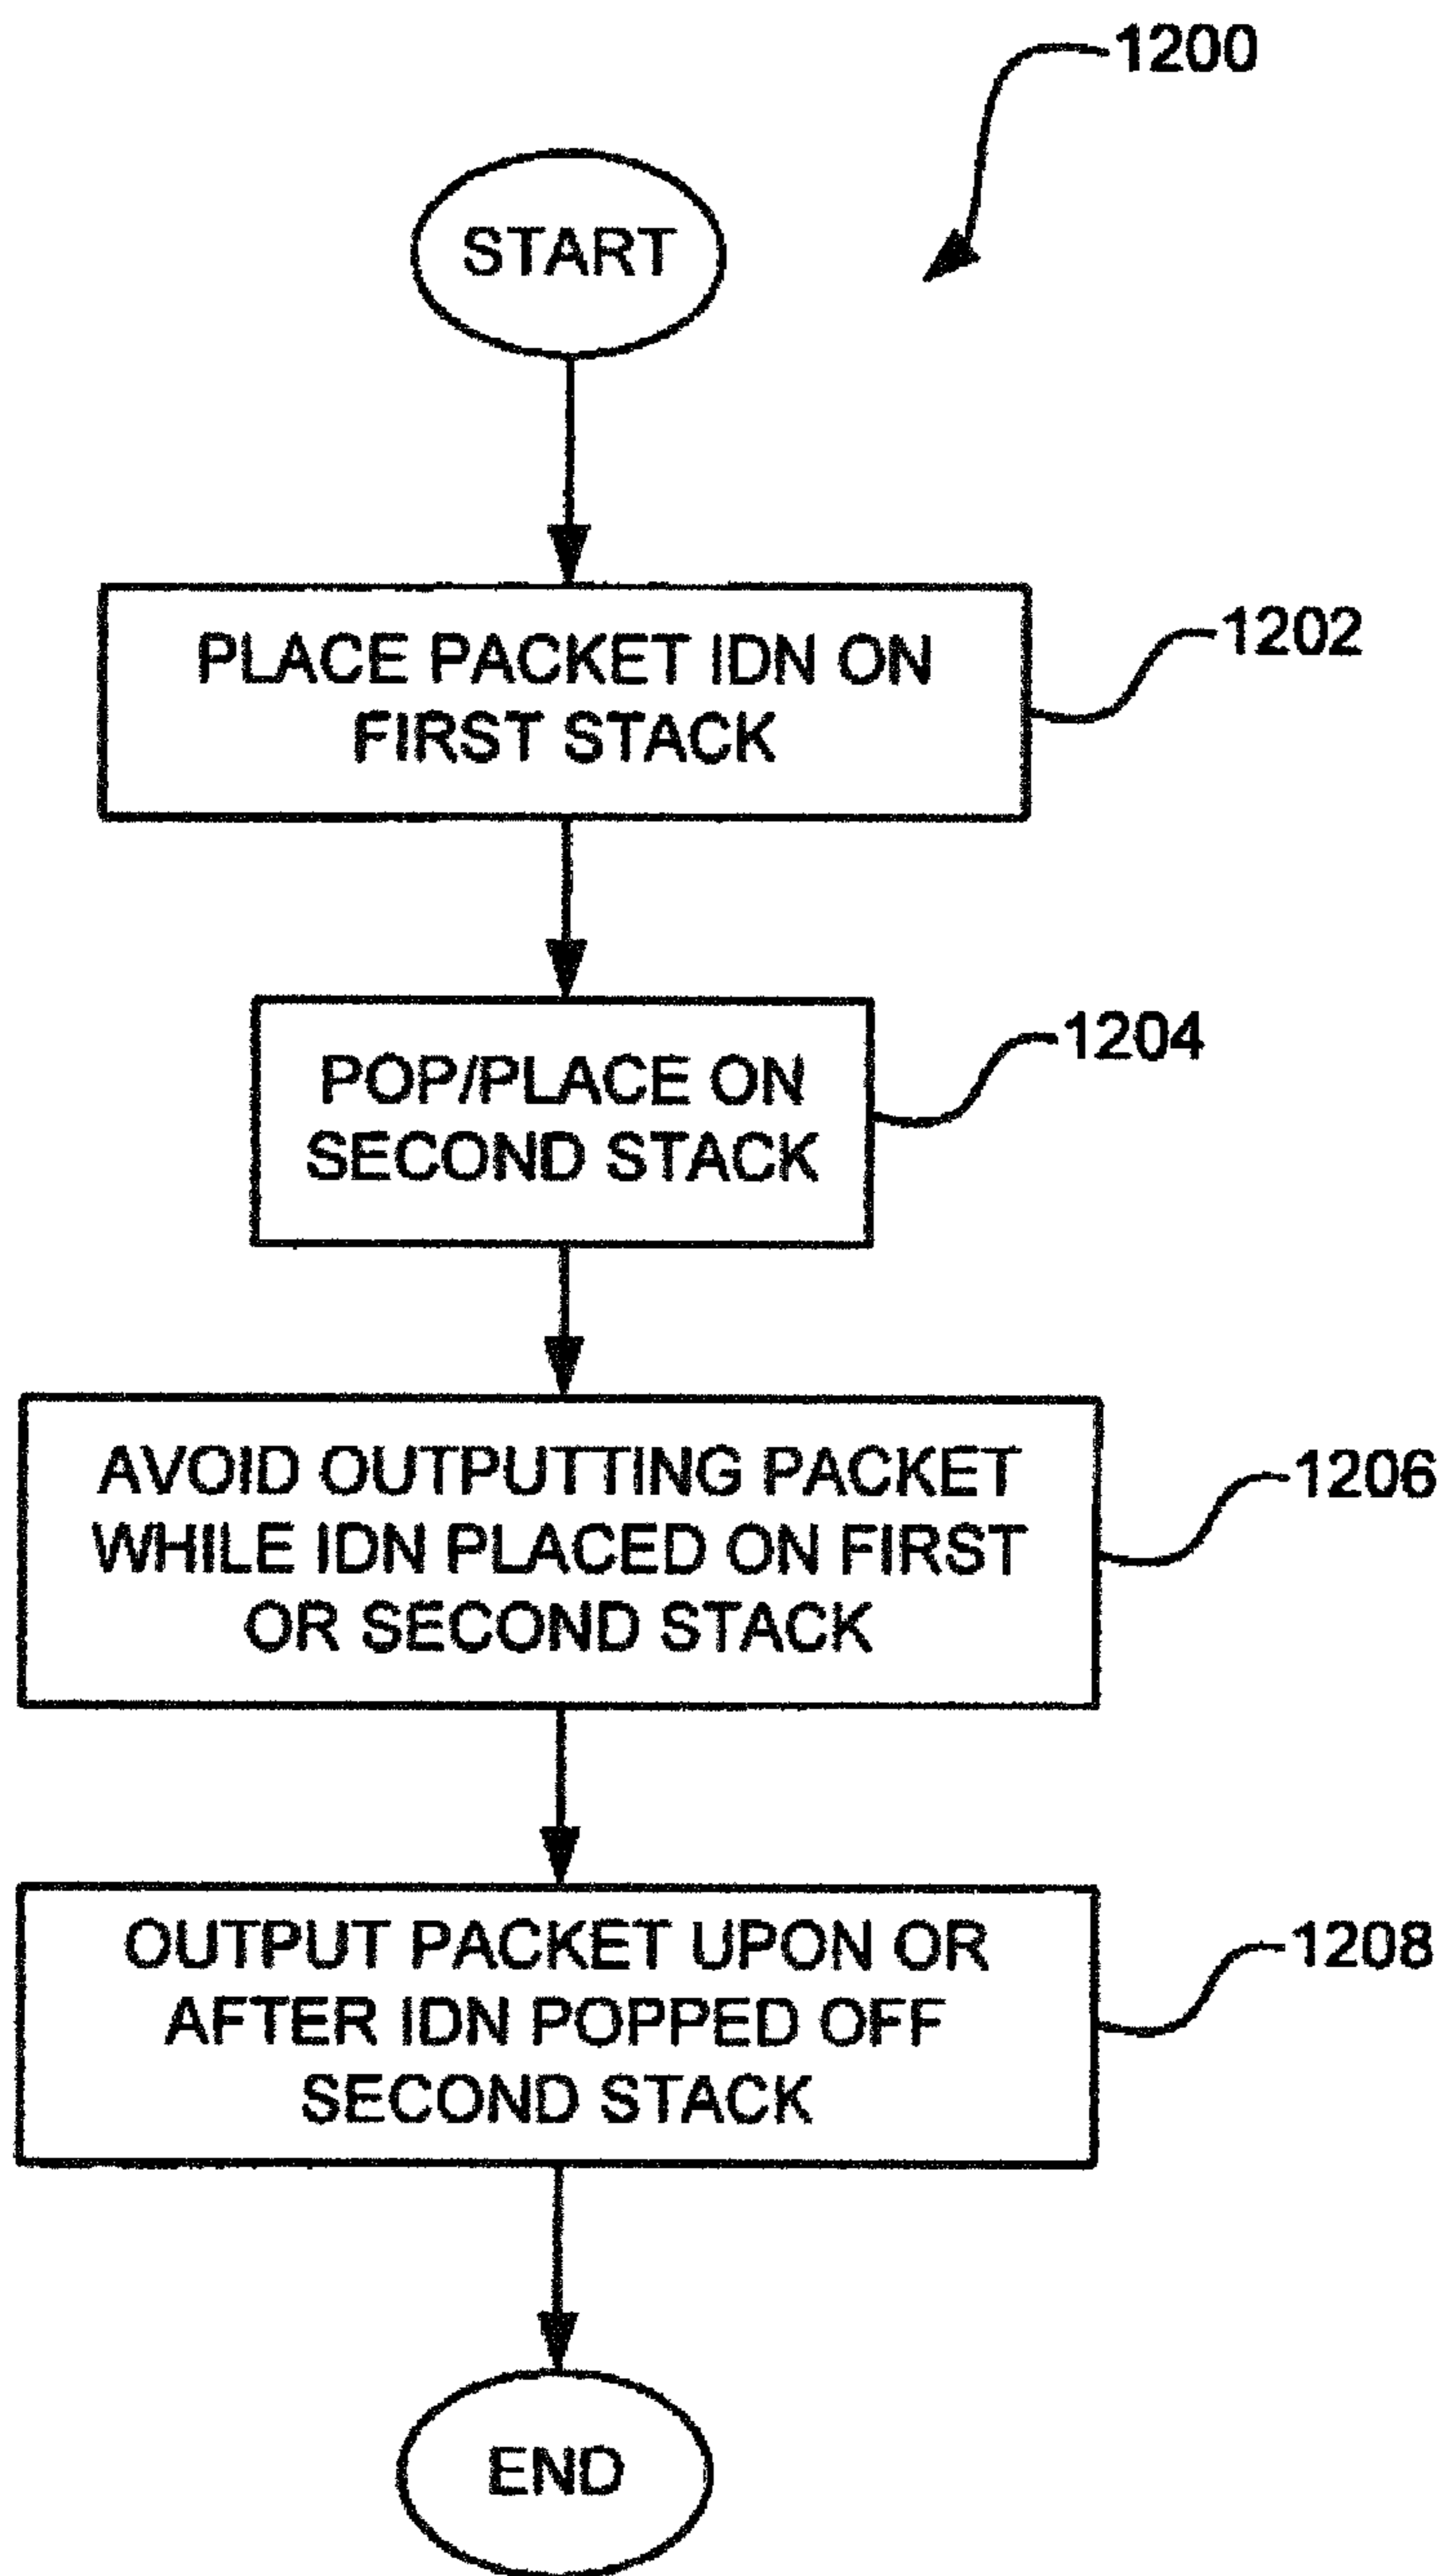 1200
START
PLACE PACKET IDN ON
FIRST STACK
1202
POP/PLACE ON
SECOND STACK
1204
AVOID OUTPUTTING PACKET
WHILE IDN PLACED ON FIRST
OR SECOND STACK
1206
OUTPUT PACKET UPON OR
AFTER IDN POPPED OFF
SECOND STACK
1208
END